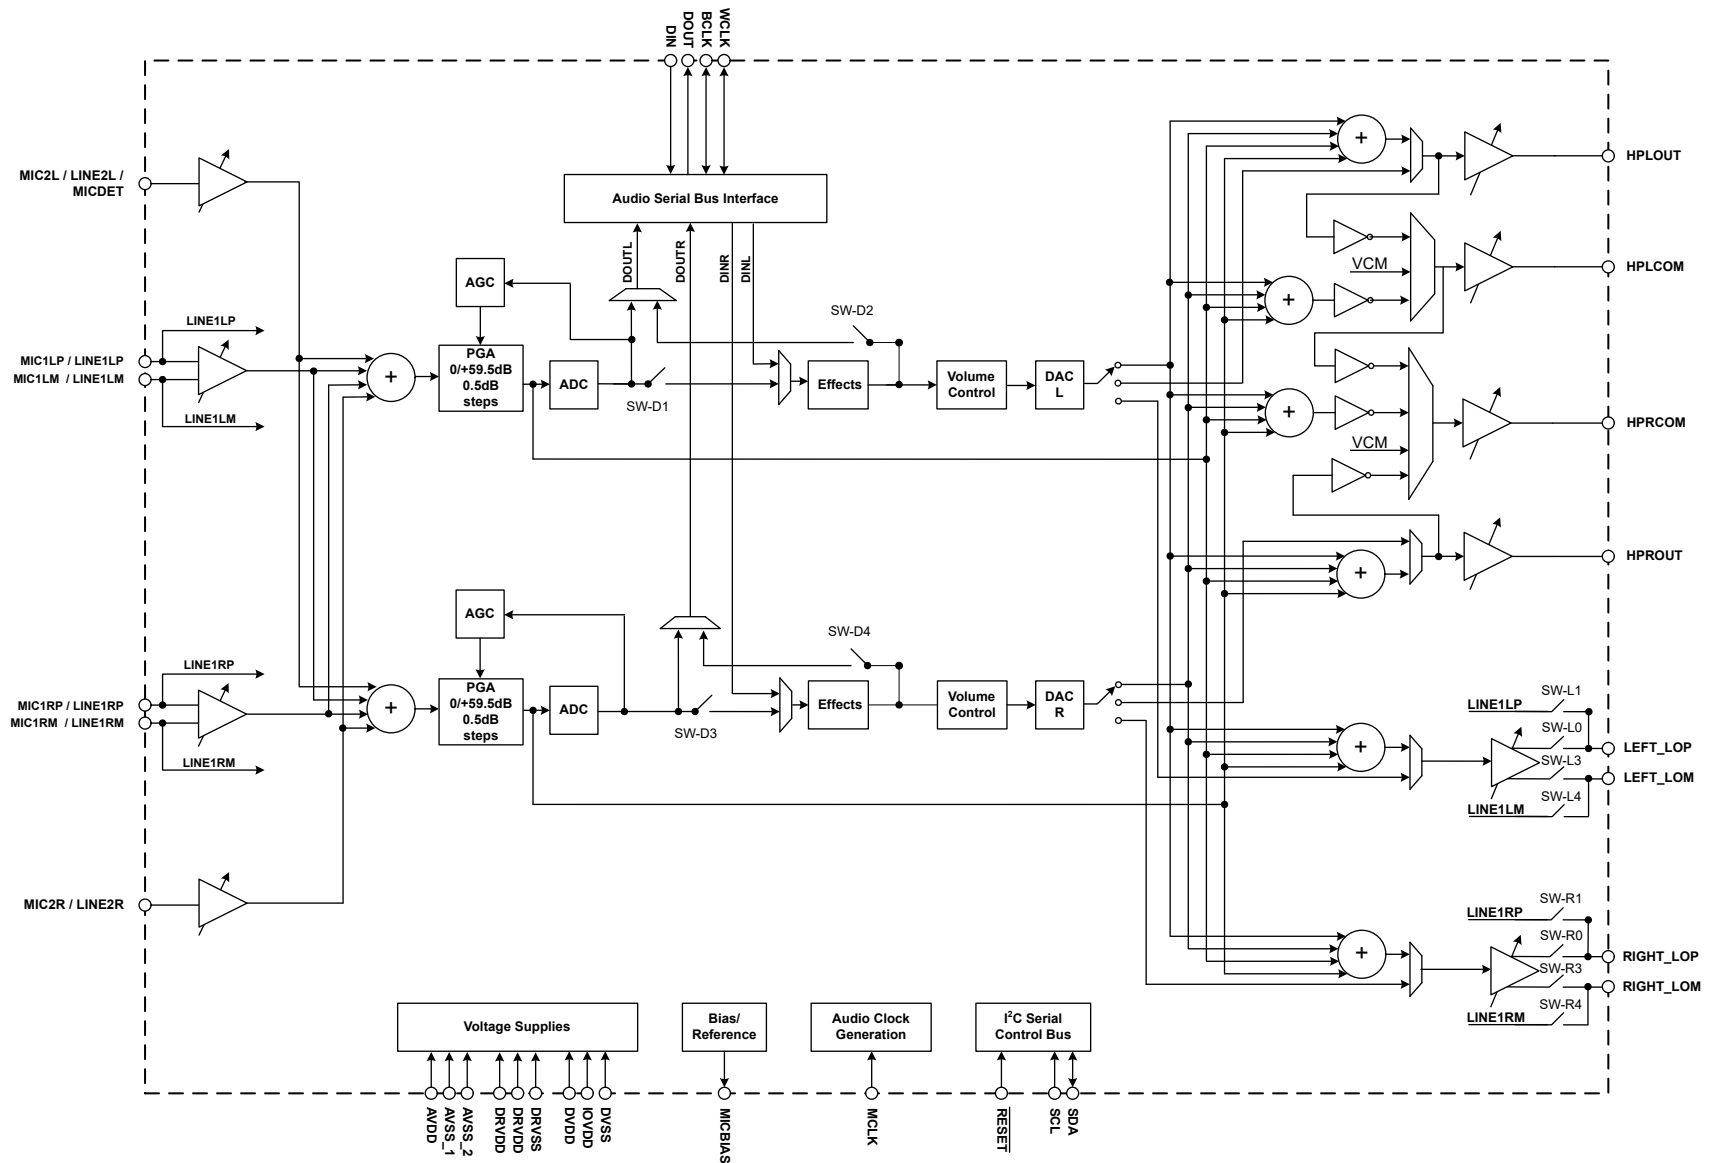 DIN
DOUT
BCLK
WCLK
MIC2L / LINE2L /
MICDET
Audio Serial Bus Interface
+
HPLOUT
DOUTL
DOUTR
DINR
DINL
AGC
VCM
HPLCOM
+
SW-D2
LINE1LP
MIC1LP / LINE1LP
MIC1LM / LINE1LM
LINE1LM
+
PGA
0/+59.5dB
0.5dB
steps
ADC
SW-D1
Effects
Volume
Control
DAC
L
+
VCM
HPRCOM
HPROUT
+
AGC
SW-D4
LINE1RP
MIC1RP / LINE1RP
MIC1RM / LINE1RM
LINE1RM
+
PGA
0/+59.5dB
0.5dB
steps
ADC
SW-D3
Effects
Volume
Control
DAC
R
+
LINE1LP
SW-L1
SW-L0
LEFT_LOP
SW-L3
LEFT_LOM
SW-L4
LINE1LM
MIC2R / LINE2R
+
LINE1RP
SW-R1
SW-R0
RIGHT_LOP
SW-R3
RIGHT_LOM
SW-R4
LINE1RM
Voltage Supplies
Bias/
Reference
Audio Clock
Generation
I2C Serial
Control Bus
AVDD
AVSS_1
AVSS_2
DRVDD
DRVDD
DRVSS
DVDD
IOVDD
DVSS
MICBIAS
MCLK
RESET
SCL
SDA